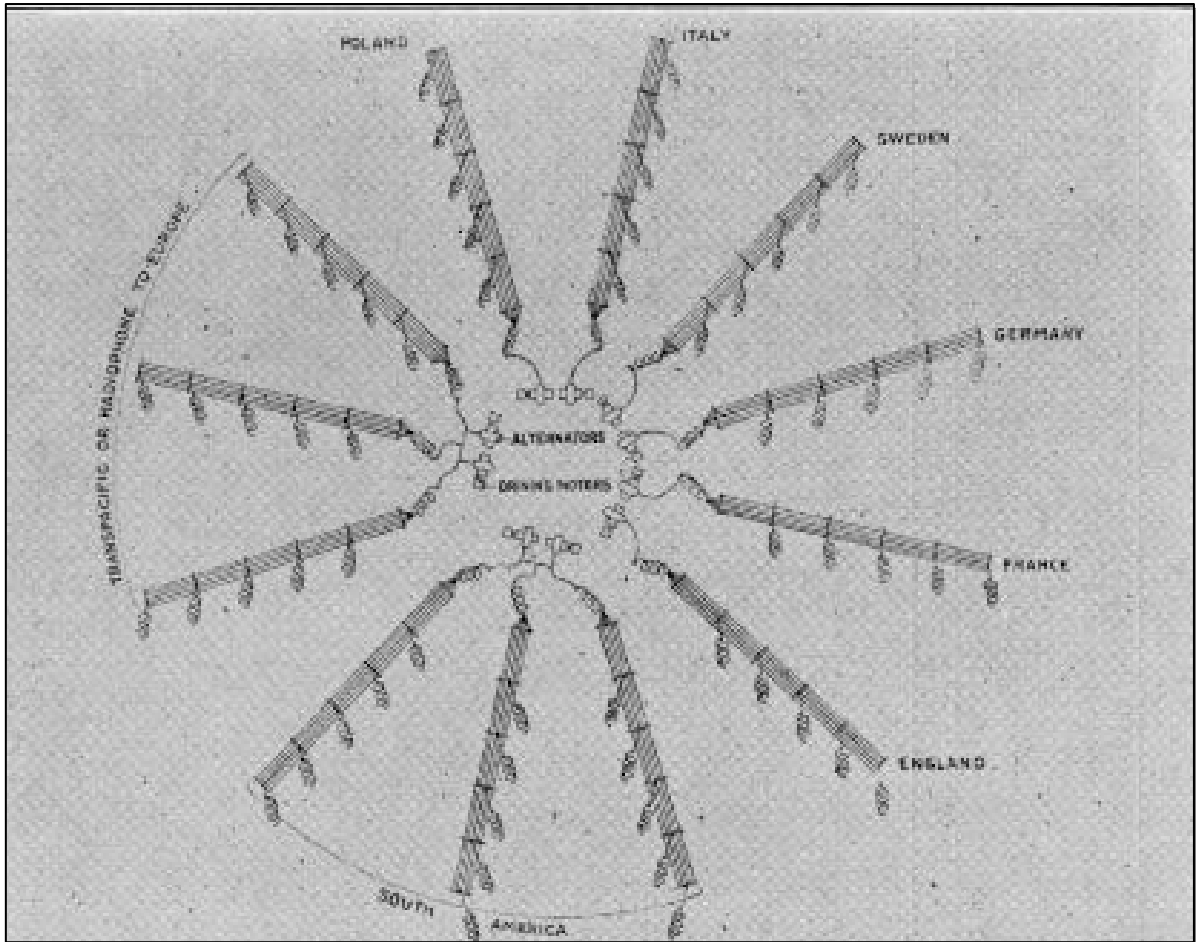 POLAND
ITALY
SWEDEN
TRANSPACIFIC OR RADIOPHONE TO EUROPE
GERMANY
ALTERNATORS
DRIVING MOTORS
FRANCE
ENGLAND
SOUTH AMERICA